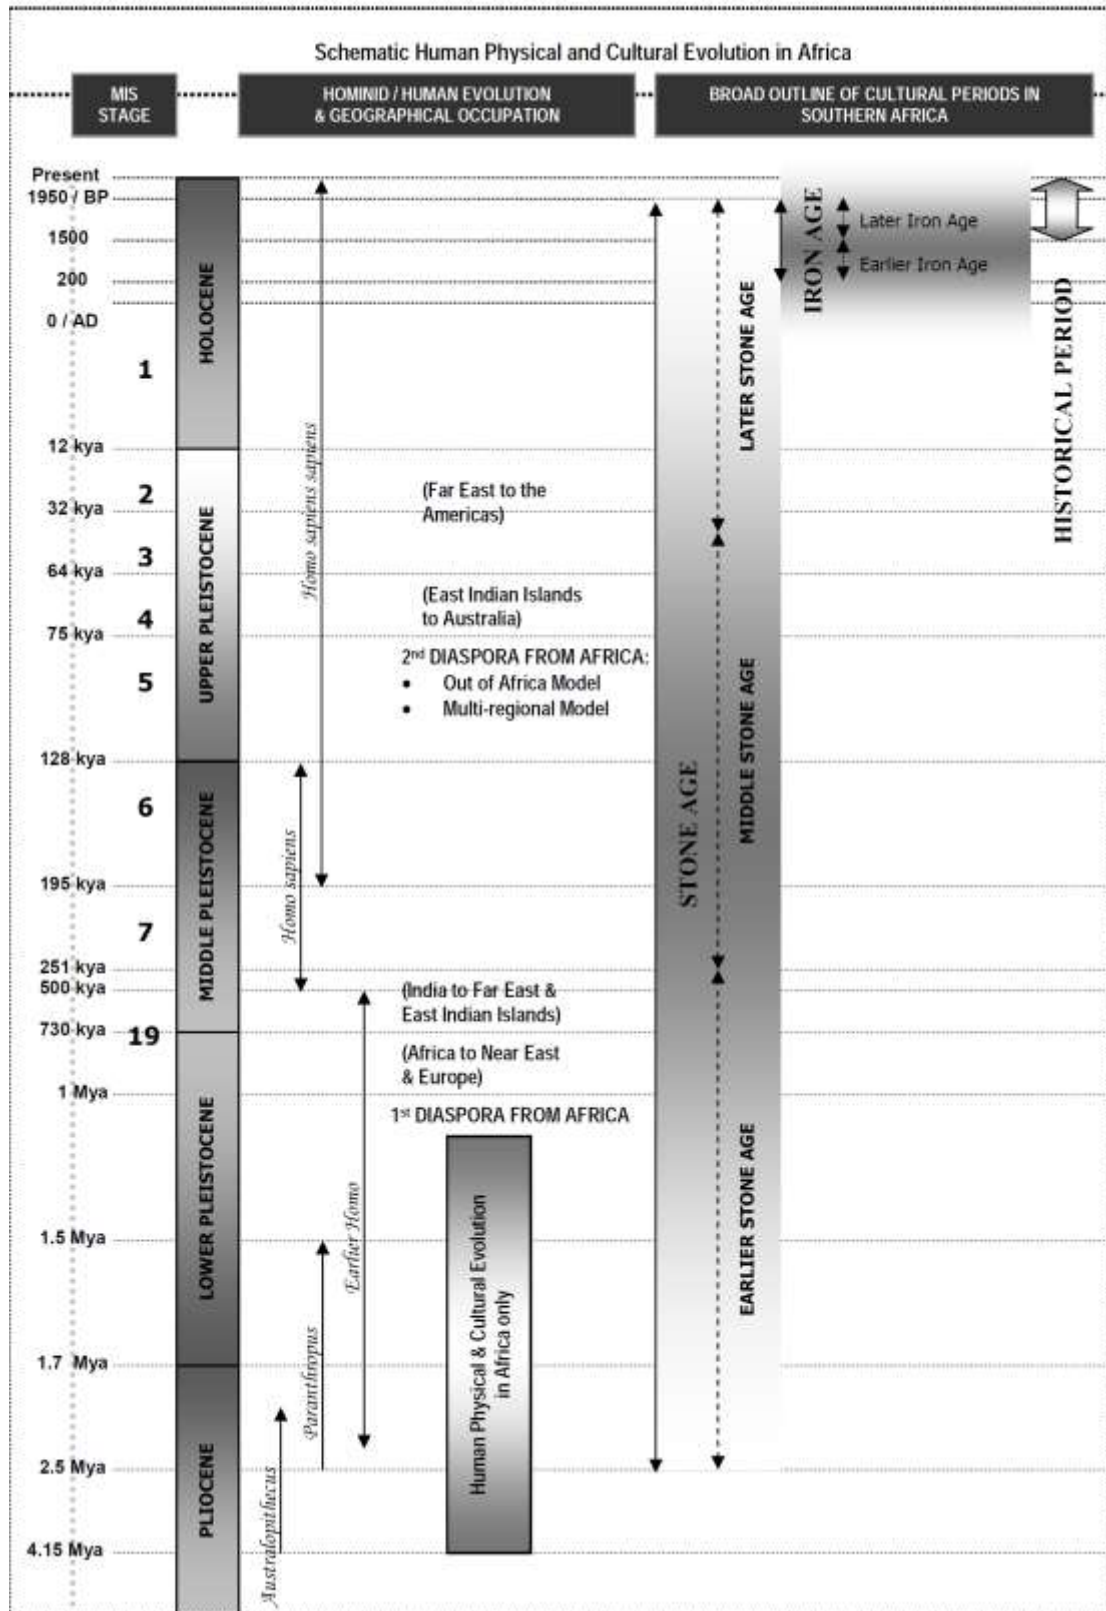 Schematic Human Physical and Cultural Evolution in Africa
MIS
STAGE
HOMINID / HUMAN EVOLUTION
& GEOGRAPHICAL OCCUPATION
BROAD OUTLINE OF CULTURAL PERIODS IN
SOUTHERN AFRICA
Present
1950 / BP
1500
200
0 / AD
12 kya
32 kya
64 kya
75 kya
128 kya
195 kya
251 kya
500 kya
730 kya
1 Mya
1.5 Mya
1.7 Mya
2.5 Mya
4.15 Mya
1
2
3
4
5
6
7
19
HOLOCENE
UPPER PLEISTOCENE
MIDDLE PLEISTOCENE
LOWER PLEISTOCENE
PLIOCENE
Homo sapiens sapiens
Homo sapiens
Earlier Homo
Paranthropus
Australopithecus
(Far East to the
Americas)
(East Indian Islands
to Australia)
2nd DIASPORA FROM AFRICA:
• Out of Africa Model
• Multi-regional Model
(India to Far East &
East Indian Islands)
(Africa to Near East
& Europe)
1st DIASPORA FROM AFRICA
Human Physical & Cultural Evolution
in Africa only
STONE AGE
LATER STONE AGE
MIDDLE STONE AGE
EARLIER STONE AGE
IRON AGE
Later Iron Age
Earlier Iron Age
HISTORICAL PERIOD